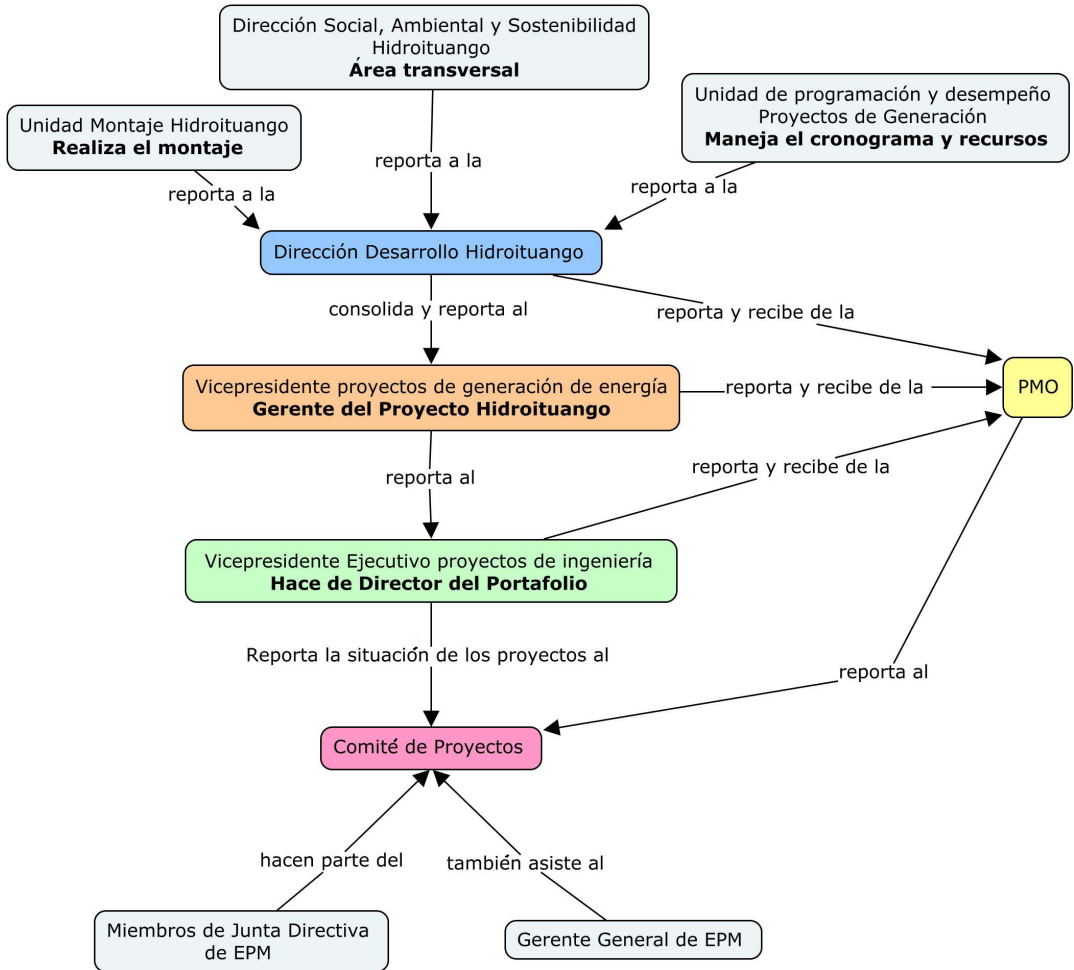 Dirección Social, Ambiental y Sostenibilidad
Hidroituango
Área transversal
Unidad Montaje Hidroituango
Realiza el montaje
Unidad de programación y desempeño
Proyectos de Generación
Maneja el cronograma y recursos
reporta a la
reporta a la
reporta a la
Dirección Desarrollo Hidroituango
consolida y reporta al
reporta y recibe de la
Vicepresidente proyectos de generación de energía
Gerente del Proyecto Hidroituango
reporta y recibe de la
PMO
reporta al
reporta y recibe de la
Vicepresidente Ejecutivo proyectos de ingeniería
Hace de Director del Portafolio
Reporta la situación de los proyectos al
reporta al
Comité de Proyectos
hacen parte del
también asiste al
Miembros de Junta Directiva
de EPM
Gerente General de EPM